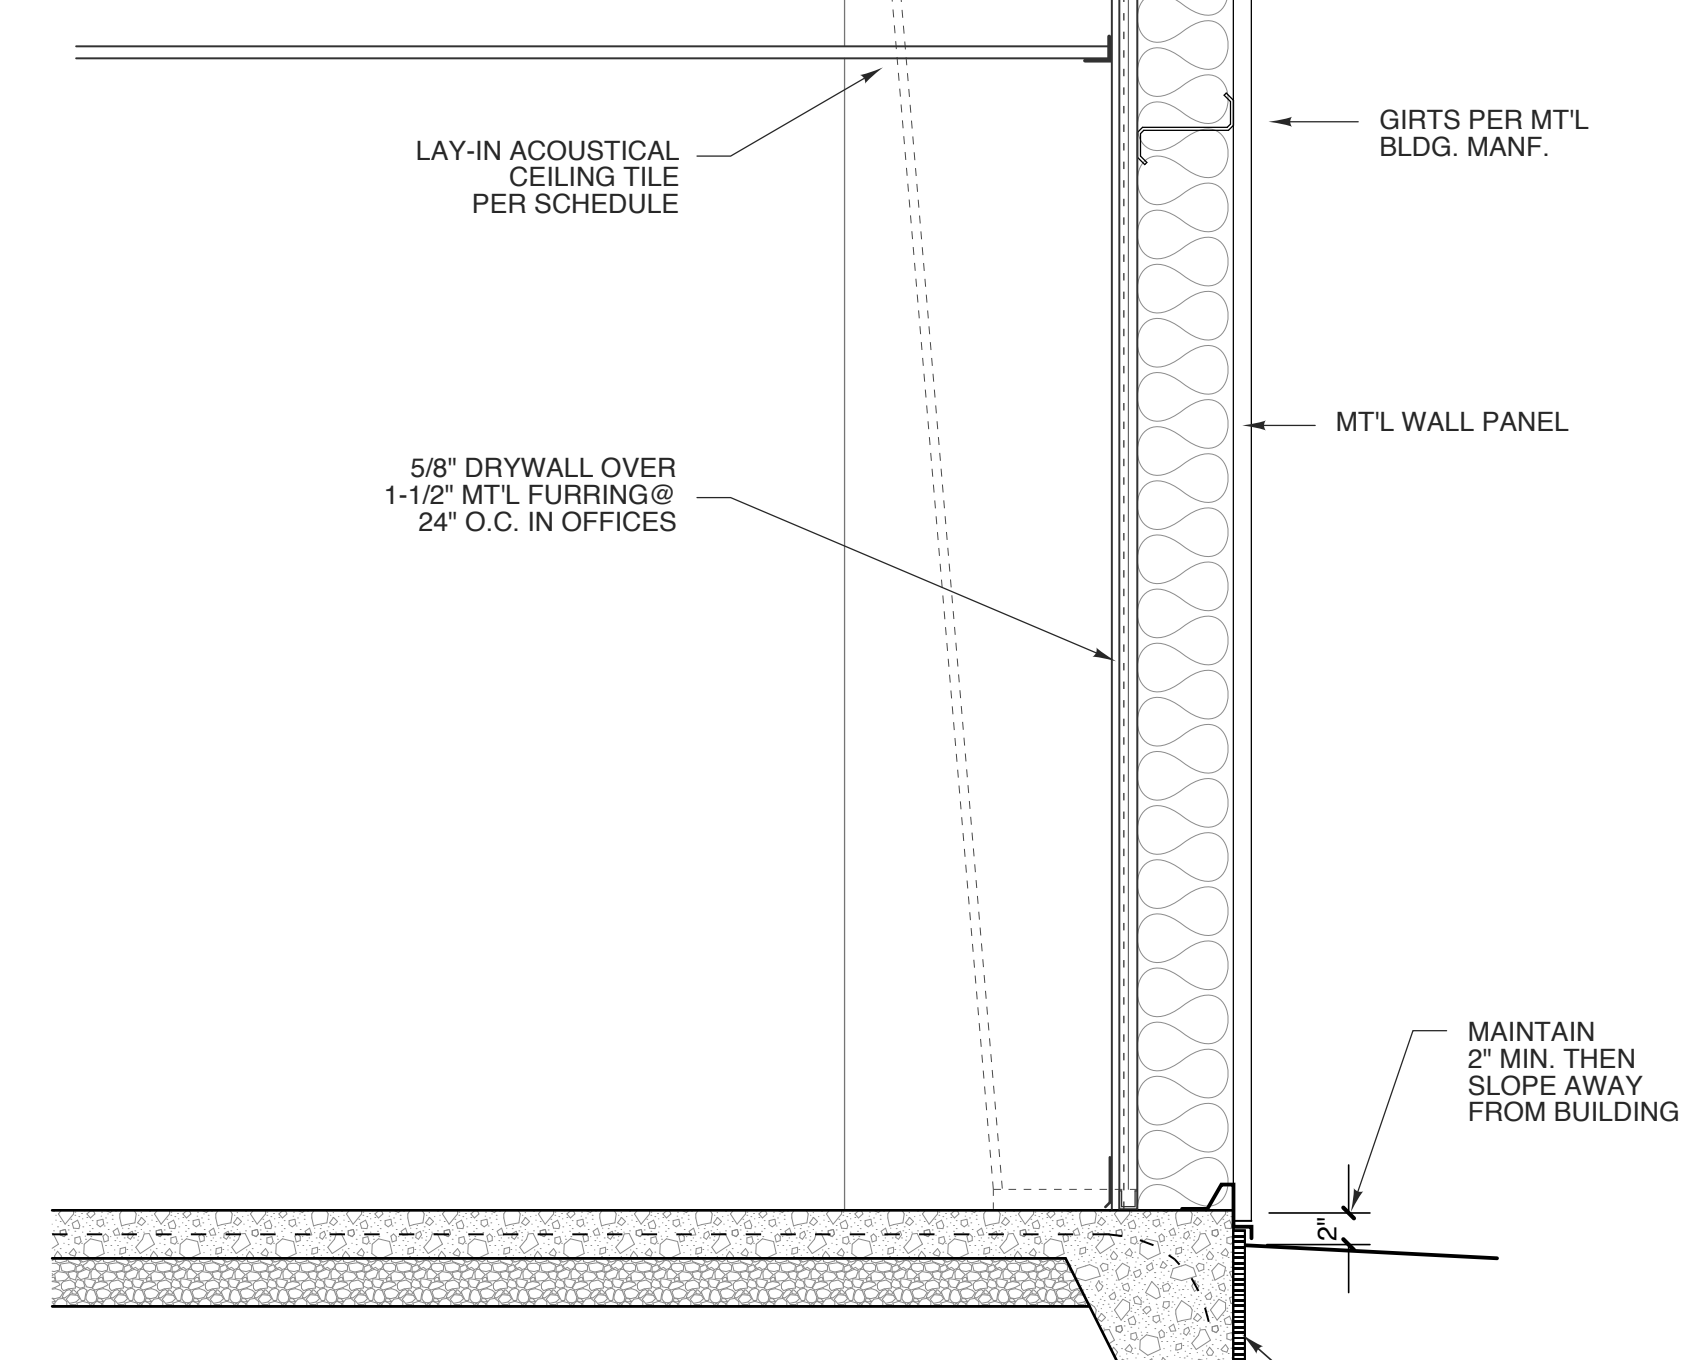 LAY-IN ACOUSTICAL
CEILING TILE
PER SCHEDULE
GIRTS PER MT'L
BLDG. MANF.
MT'L WALL PANEL
5/8" DRYWALL OVER
1-1/2" MT'L FURRING@
24" O.C. IN OFFICES
MAINTAIN
2" MIN. THEN
SLOPE AWAY
FROM BUILDING
2"